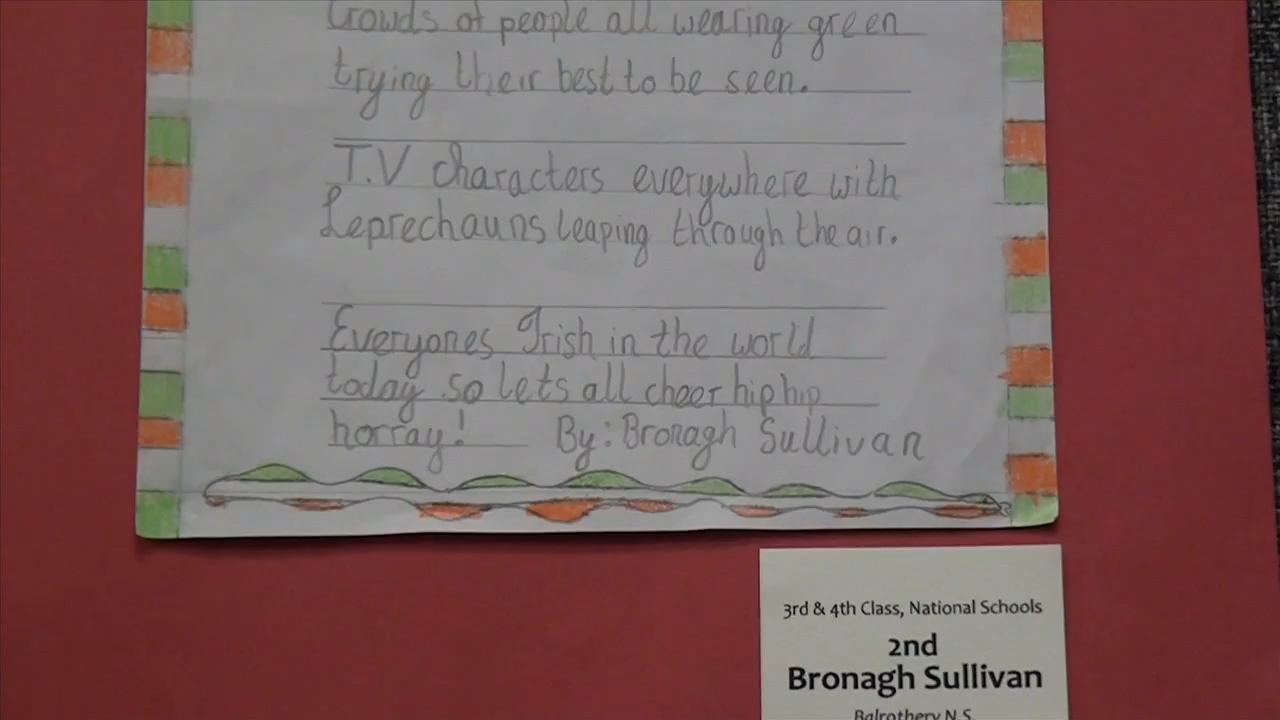 Crowds of people all wearing green
trying their best to be seen.
T.V characters everywhere with
Leprechauns leaping through the air.
Everyones Irish in the world
today so lets all cheer hip hip
horray! By: Bronagh Sullivan
3rd & 4th Class, National Schools
2nd
Bronagh Sullivan
Balrothery N.S.